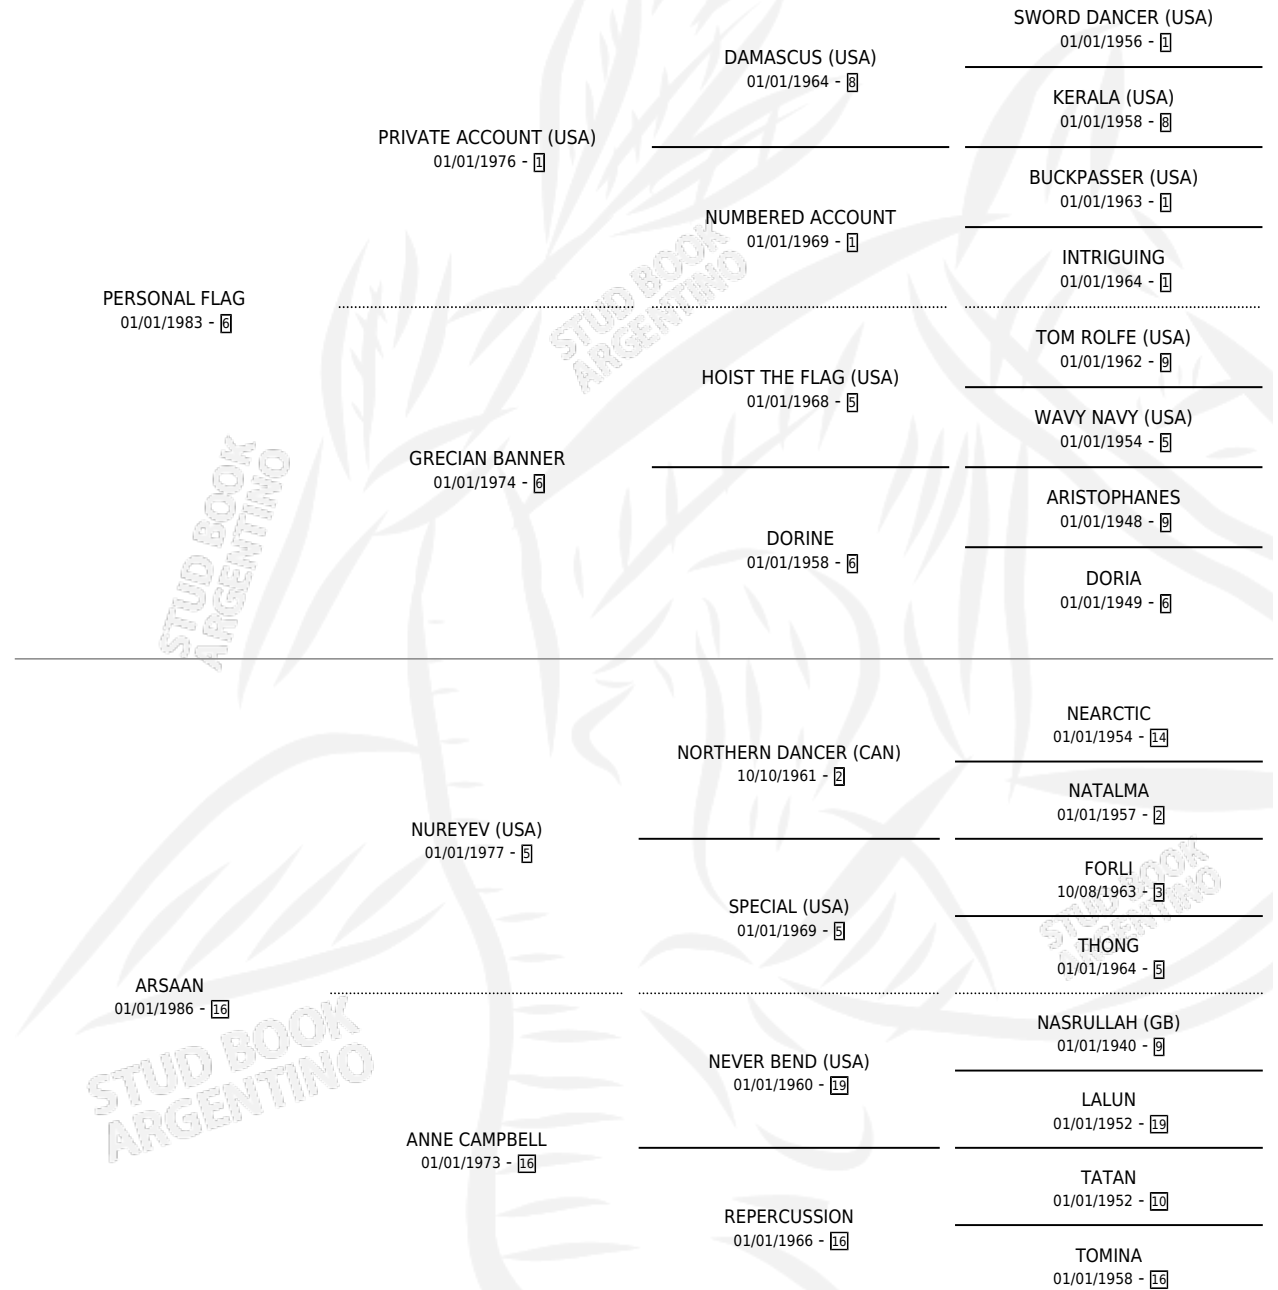 SWORD DANCER (USA)
01/01/1956 - 1
DAMASCUS (USA)
01/01/1964 - 8
KERALA (USA)
01/01/1958 - 8
PRIVATE ACCOUNT (USA)
01/01/1976 - 1
BUCKPASSER (USA)
01/01/1963 - 1
NUMBERED ACCOUNT
01/01/1969 - 1
INTRIGUING
01/01/1964 - 1
PERSONAL FLAG
01/01/1983 - 6
TOM ROLFE (USA)
01/01/1962 - 9
HOIST THE FLAG (USA)
01/01/1968 - 5
WAVY NAVY (USA)
01/01/1954 - 5
GRECIAN BANNER
01/01/1974 - 6
ARISTOPHANES
01/01/1948 - 9
DORINE
01/01/1958 - 6
DORIA
01/01/1949 - 6
STUD BOOK
ARGENTINO
STUD BOOK
ARGENTINO
NEARCTIC
01/01/1954 - 14
NORTHERN DANCER (CAN)
10/10/1961 - 2
NATALMA
01/01/1957 - 2
NUREYEV (USA)
01/01/1977 - 5
FORLI
10/08/1963 - 3
SPECIAL (USA)
01/01/1969 - 5
THONG
01/01/1964 - 5
ARSAAN
01/01/1986 - 16
NASRULLAH (GB)
01/01/1940 - 9
NEVER BEND (USA)
01/01/1960 - 19
LALUN
01/01/1952 - 19
ANNE CAMPBELL
01/01/1973 - 16
TATAN
01/01/1952 - 10
REPERCUSSION
01/01/1966 - 16
TOMINA
01/01/1958 - 16
STUD BOOK
ARGENTINO
STUD BOOK
ARGENTINO